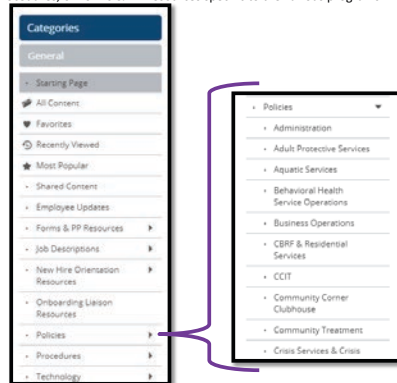 Categories
General
Starting Page
All Content
Favorites
Recently Viewed
Most Popular
Shared Content
Employee Updates
Forms & PP Resources
Job Descriptions
New Hire Orientation
Resources
Onboarding Liaison
Resources
Policies
Procedures
Technology
Policies
Administration
Adult Protective Services
Aquatic Services
Behavioral Health
Service Operations
Business Operations
CBRF & Residential
Services
CCIT
Community Corner
Clubhouse
Community Treatment
Crisis Services & Crisis